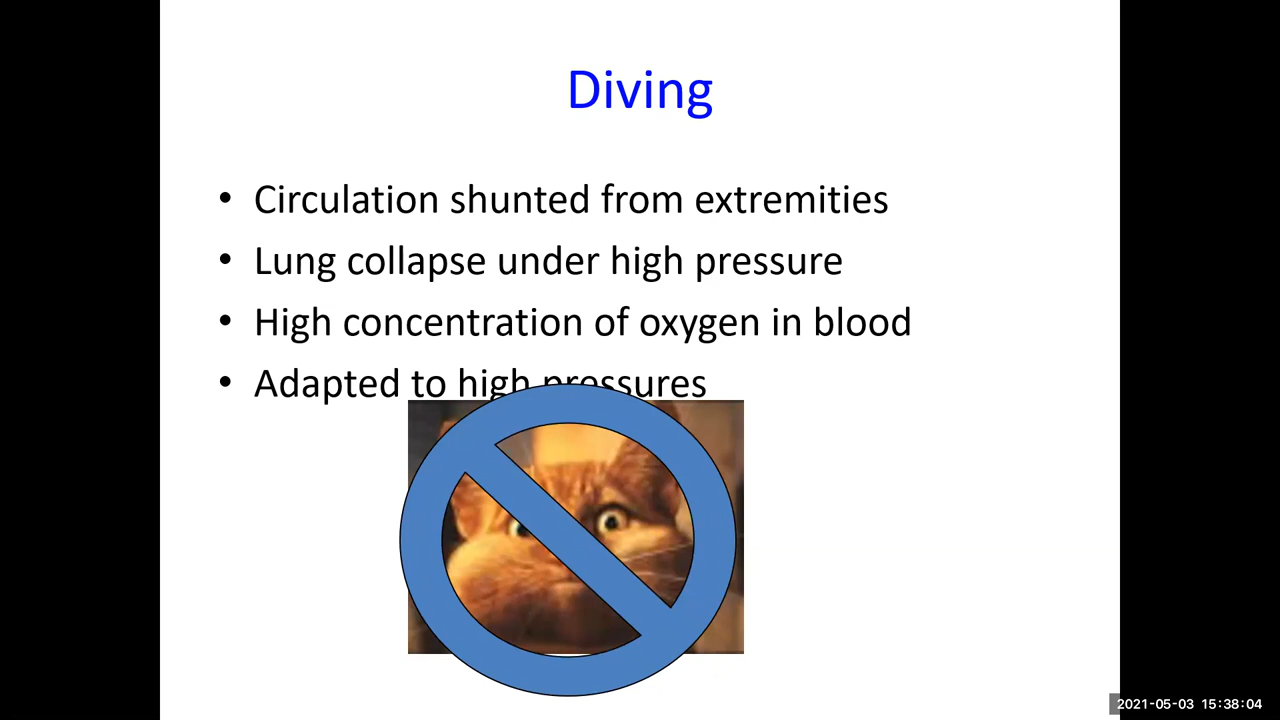 Diving
• Circulation shunted from extremities
• Lung collapse under high pressure
• High concentration of oxygen in blood
• Adapted to high pressures
2021-05-03 15:38:04